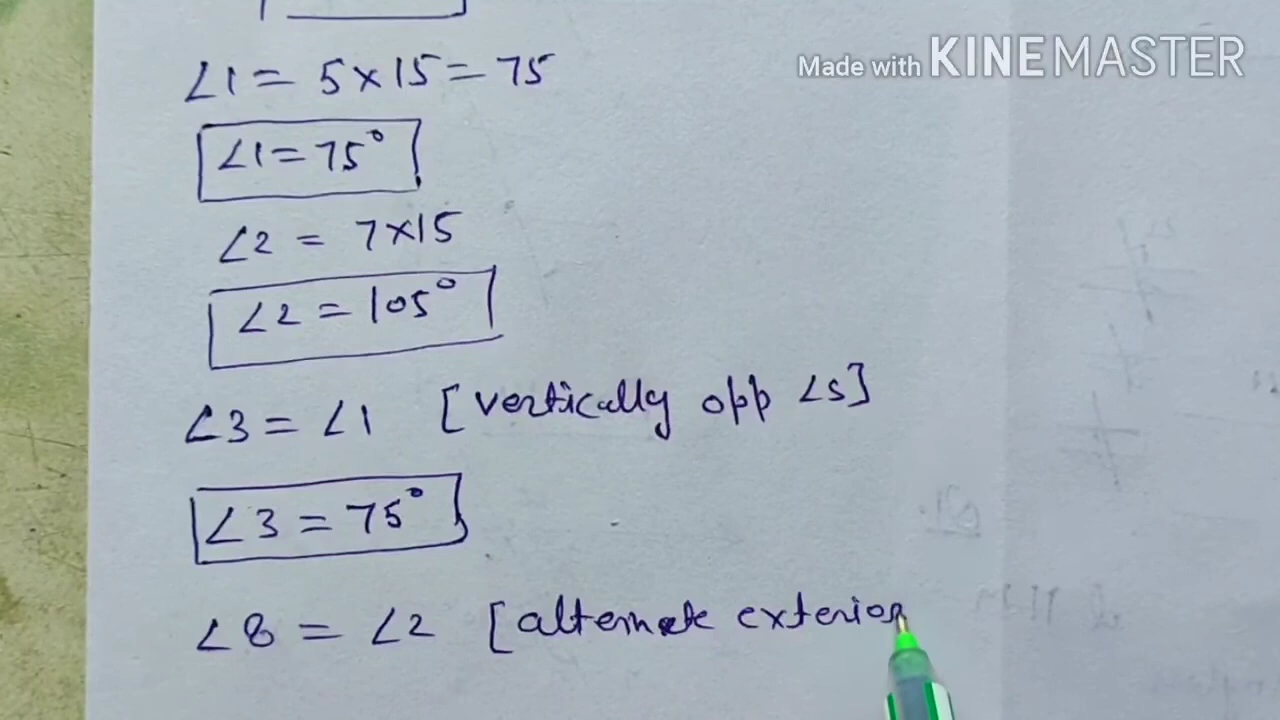 Made with KINEMASTER
∠1 = 5×15 = 75
∠1 = 75°
∠2 = 7×15
∠2 = 105°
∠3 = ∠1 [vertically opp ∠s]
∠3 = 75°
∠8 = ∠2 [alternate exterior